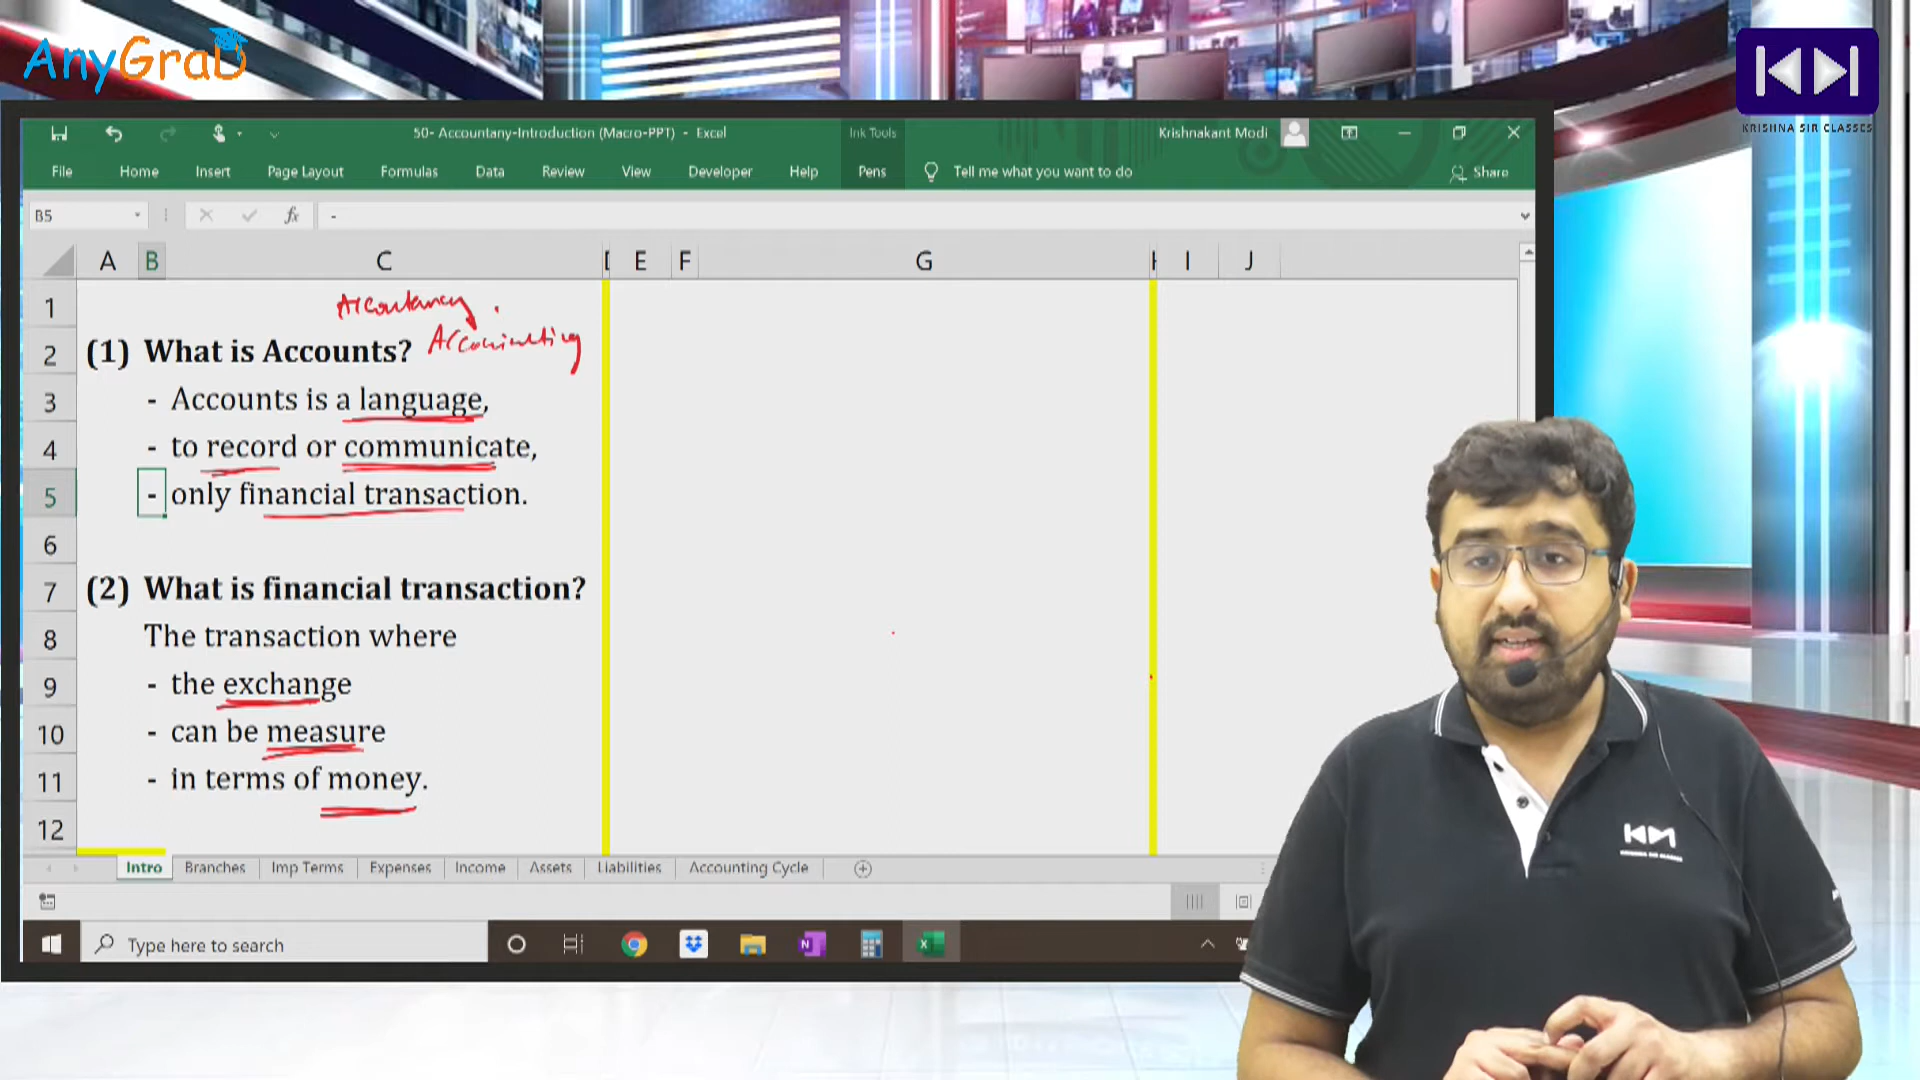 AnyGrad
KRISHNA SIR CLASSES
50- Accountany-Introduction (Macro-PPT) - Excel
Ink Tools
Krishnakant Modi
File Home Insert Page Layout Formulas Data Review View Developer Help Pens Tell me what you want to do Share
B5 fx -
A B C E F G I J
1 Accountancy
2 (1) What is Accounts? Accounting
3 - Accounts is a language,
4 - to record or communicate,
5 - only financial transaction.
6
7 (2) What is financial transaction?
8 The transaction where
9 - the exchange
10 - can be measure
11 - in terms of money.
12
Intro Branches Imp Terms Expenses Income Assets Liabilities Accounting Cycle
Type here to search
KM
KRISHNA SIR CLASSES